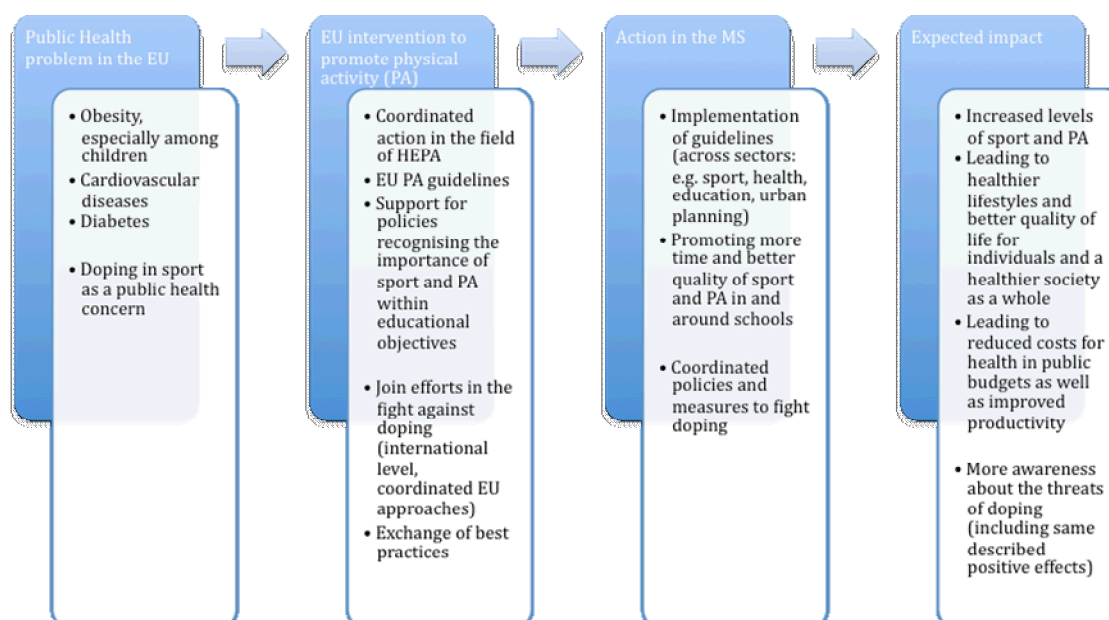 Public Health
problem in the EU
• Obesity,
especially among
children
• Cardiovascular
diseases
• Diabetes
• Doping in sport
as a public health
concern
EU intervention to
promote physical
activity (PA)
• Coordinated
action in the field
of HEPA
• EU PA guidelines
• Support for
policies
recognising the
importance of
sport and PA
within
educational
objectives
• Join efforts in the
fight against
doping
(international
level,
coordinated EU
approaches)
• Exchange of best
practices
Action in the MS
• Implementation
of guidelines
(across sectors:
e.g. sport, health,
education, urban
planning)
• Promoting more
time and better
quality of sport
and PA in and
around schools
• Coordinated
policies and
measures to fight
doping
Expected impact
• Increased levels
of sport and PA
• Leading to
healthier
lifestyles and
better quality of
life for
individuals and a
healthier society
as a whole
• Leading to
reduced costs for
health in public
budgets as well
as improved
productivity
• More awareness
about the threats
of doping
(including same
described
positive effects)